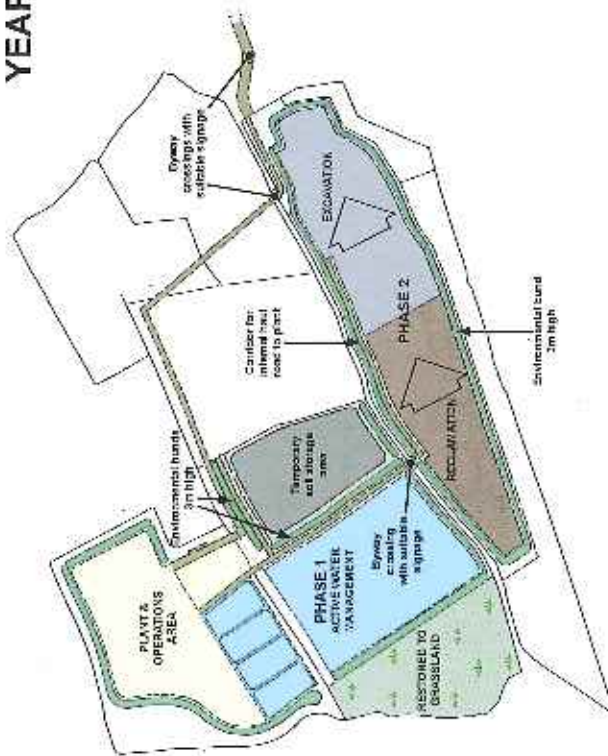 YEAR
Byway
crossings with
suitable signage
EXCAVATION
Corridor for
internal haul
road to plant
PHASE 2
Environmental bund
3m high
RECLAMATION
Environmental bunds
3m high
Temporary
soil storage
area
PLANT &
OPERATIONS
AREA
PHASE 1
ACTIVE WATER
MANAGEMENT
Byway
crossing
with suitable
signage
RESTORED TO
GRASSLAND